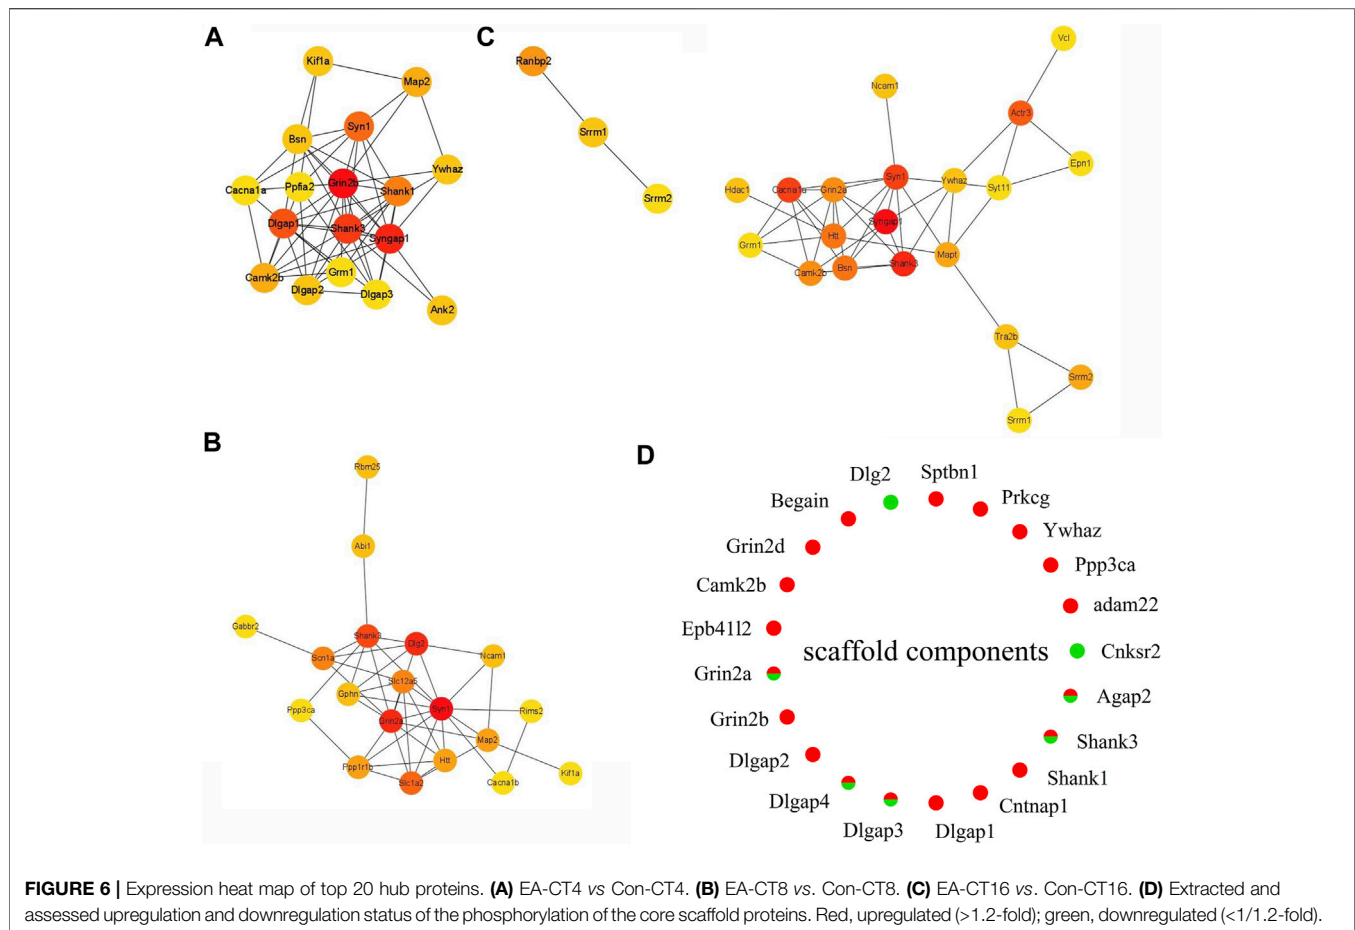 A
Kif1a
Map2
Syn1
Bsn
Ywhaz
Cacna1a
Ppfia2
Grin2b
Shank1
Dlgap1
Shank3
Syngap1
Camk2b
Grm1
Dlgap2
Dlgap3
Ank2
C
Ranbp2
Srrm1
Srrm2
Vcl
Ncam1
Actr3
Epn1
Hdac1
Cacna1a
Grin2a
Syn1
Ywhaz
Syt11
Syngap1
Grm1
Htt
Mapt
Camk2b
Bsn
Shank3
Tra2b
Srrm2
Srrm1
B
Rbm25
Abi1
Gabbr2
Shank3
Dlg2
Scn1a
Ncam1
Slc12a5
Gphn
Ppp3ca
Grin2a
Syn1
Rims2
Map2
Ppp1r1b
Htt
Kif1a
Slc1a2
Cacna1b
D
Dlg2
Sptbn1
Begain
Prkcg
Grin2d
Ywhaz
Camk2b
Ppp3ca
Epb41l2
adam22
scaffold components
Cnksr2
Grin2a
Agap2
Grin2b
Shank3
Dlgap2
Shank1
Dlgap4
Cntnap1
Dlgap3
Dlgap1
FIGURE 6 | Expression heat map of top 20 hub proteins. (A) EA-CT4 vs Con-CT4. (B) EA-CT8 vs. Con-CT8. (C) EA-CT16 vs. Con-CT16. (D) Extracted and
assessed upregulation and downregulation status of the phosphorylation of the core scaffold proteins. Red, upregulated (>1.2-fold); green, downregulated (<1/1.2-fold).